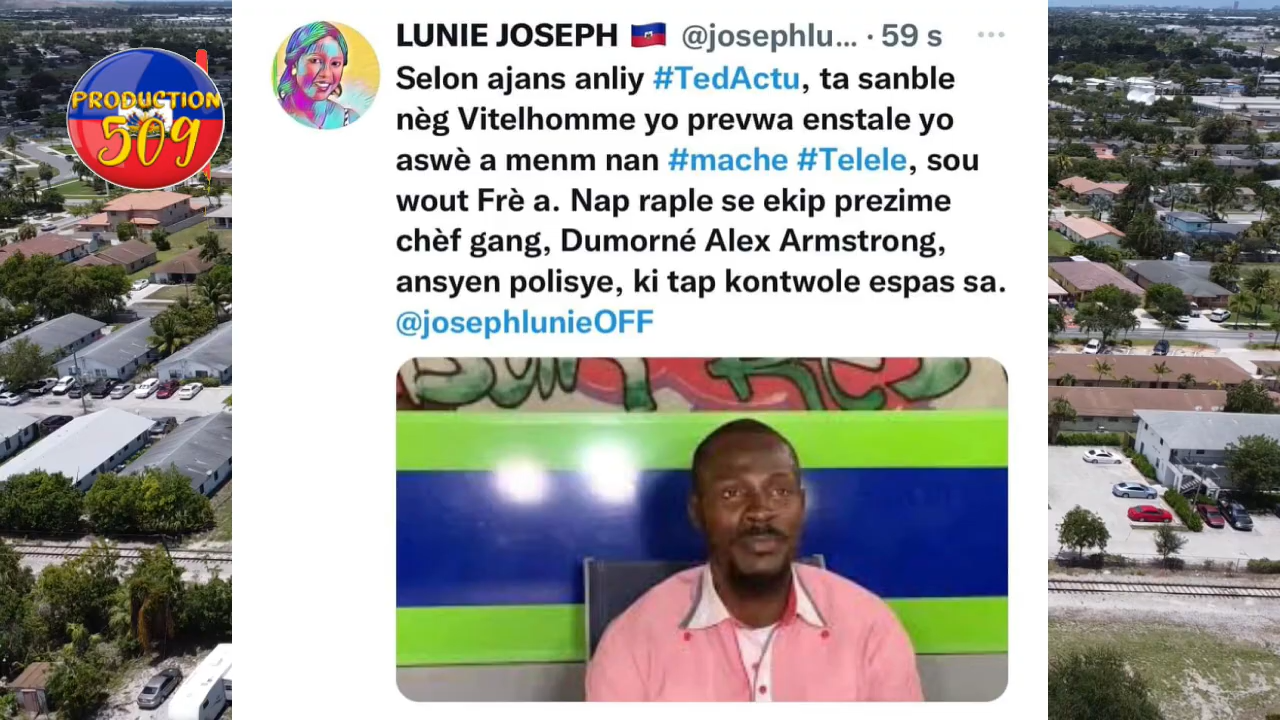 PRODUCTION
509
LUNIE JOSEPH 🇭🇹 @josephlu... · 59 s
Selon ajans anliy #TedActu, ta sanble
nèg Vitelhomme yo prevwa enstale yo
aswè a menm nan #mache #Telele, sou
wout Frè a. Nap raple se ekip prezime
chèf gang, Dumorné Alex Armstrong,
ansyen polisye, ki tap kontwole espas sa.
@josephlunieOFF